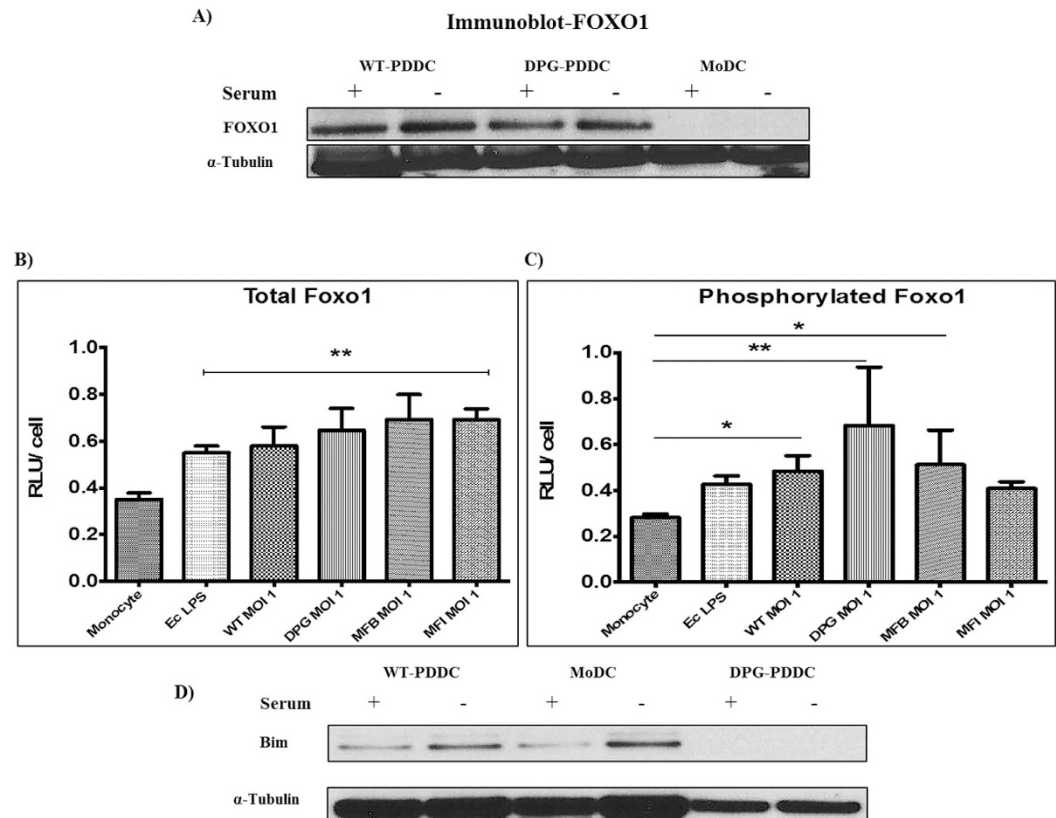 A)
Immunoblot-FOXO1
WT-PDDC DPG-PDDC MoDC
Serum + - + - + -
FOXO1
α-Tubulin
B)
Total Foxo1
**
RLU/ cell
1.0
0.8
0.6
0.4
0.2
0.0
Monocyte
Ec LPS
WT MOI 1
DPG MOI 1
MFB MOI 1
MFI MOI 1
C)
Phosphorylated Foxo1
*
**
*
RLU/ cell
1.0
0.8
0.6
0.4
0.2
0.0
Monocyte
Ec LPS
WT MOI 1
DPG MOI 1
MFB MOI 1
MFI MOI 1
D)
WT-PDDC MoDC DPG-PDDC
Serum + - + - + -
Bim
α-Tubulin